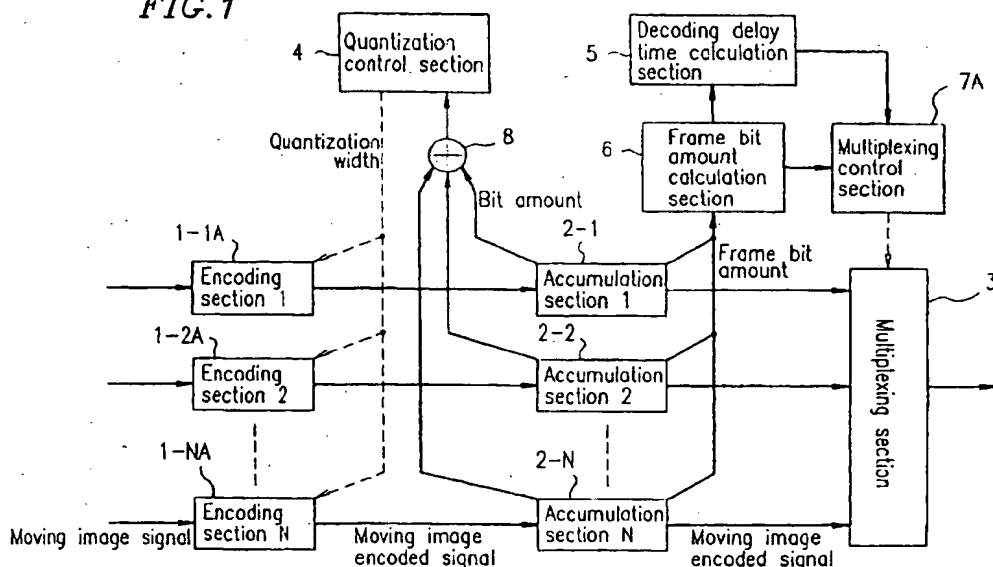 FIG. 1
4
Quantization
control section
5
Decoding delay
time calculation
section
7A
Quantization
width
8
6
Frame bit
amount
calculation
section
Multiplexing
control
section
Bit amount
1-1A
2-1
Frame bit
amount
Encoding
section 1
Accumulation
section 1
3
1-2A
2-2
Encoding
section 2
Accumulation
section 2
Multiplexing section
1-NA
2-N
Encoding
section N
Accumulation
section N
Moving image signal
Moving image
encoded signal
Moving image
encoded signal